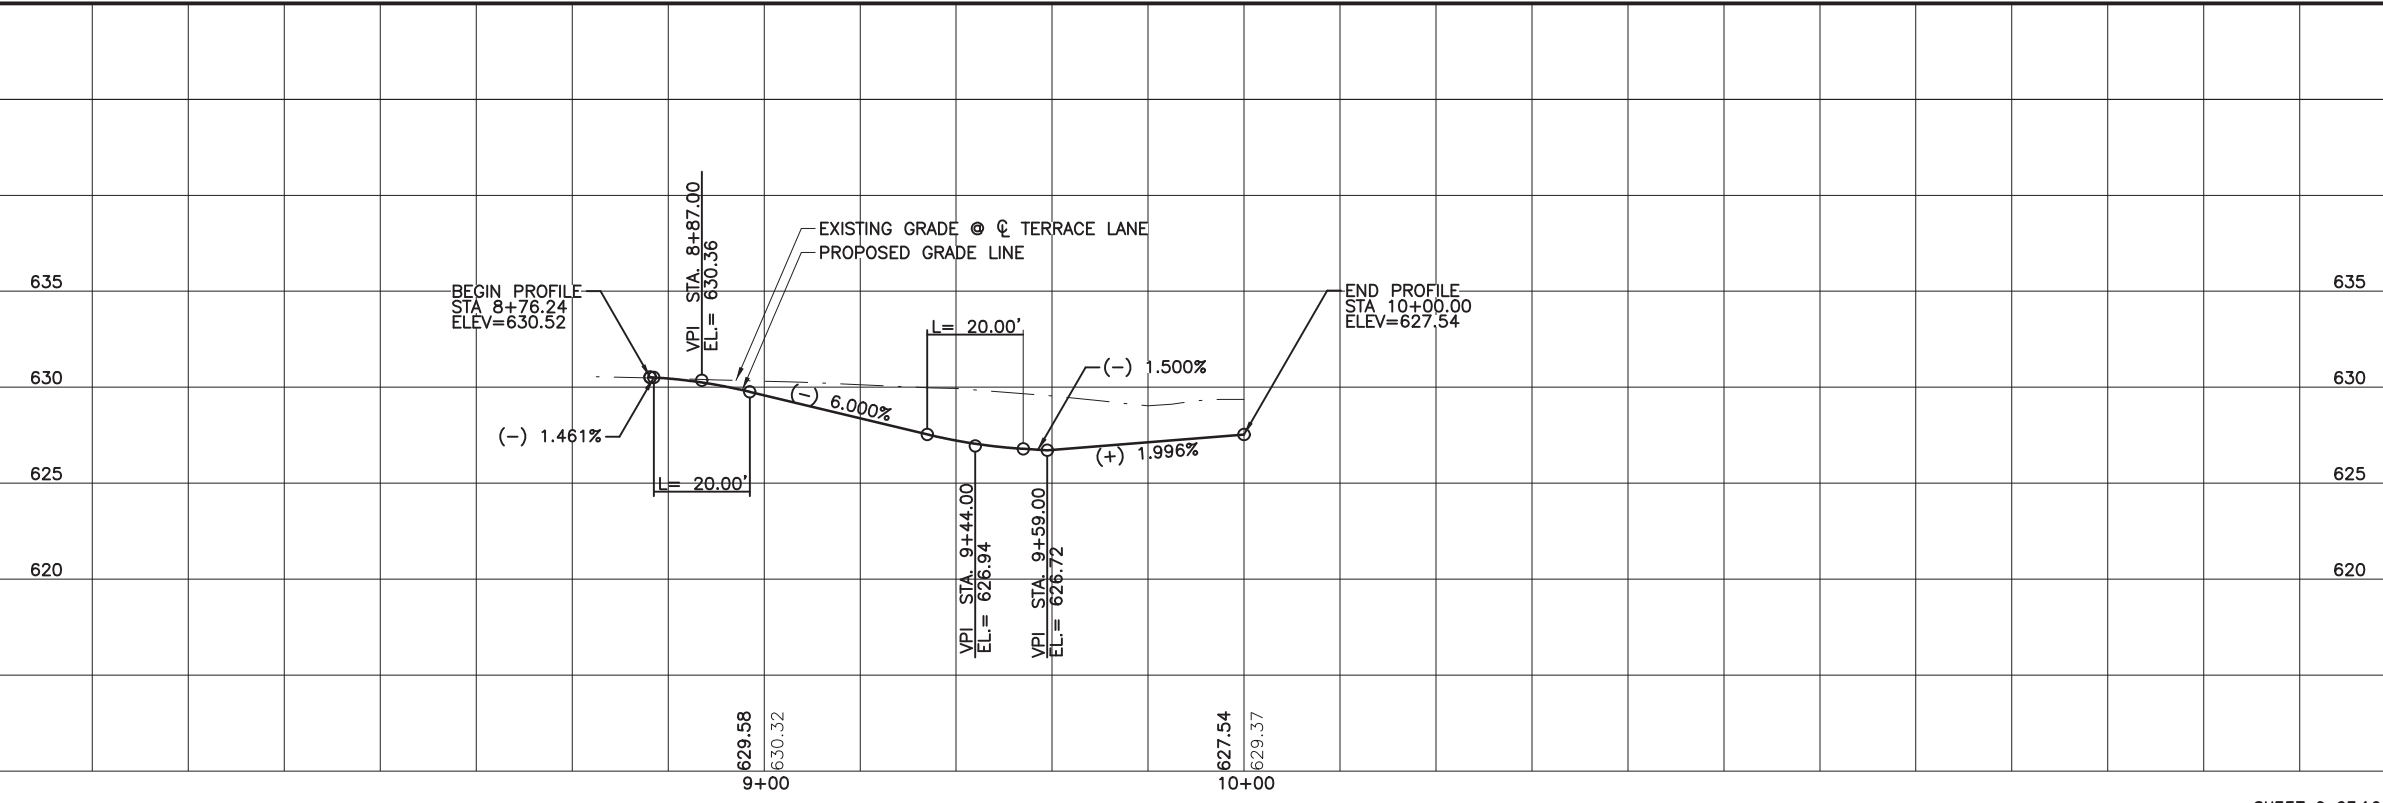 VPI STA. 8+87.00
EL.= 630.36
EXISTING GRADE @ ℄ TERRACE LANE
PROPOSED GRADE LINE
635
635
BEGIN PROFILE
STA 8+76.24
ELEV=630.52
END PROFILE
STA 10+00.00
ELEV=627.54
L= 20.00'
(-) 1.500%
630
630
(-) 6.000%
(-) 1.461%
(+) 1.996%
625
625
L= 20.00'
VPI STA. 9+44.00
EL.= 626.94
VPI STA. 9+59.00
EL.= 626.72
620
620
629.58
630.32
627.54
629.37
9+00
10+00